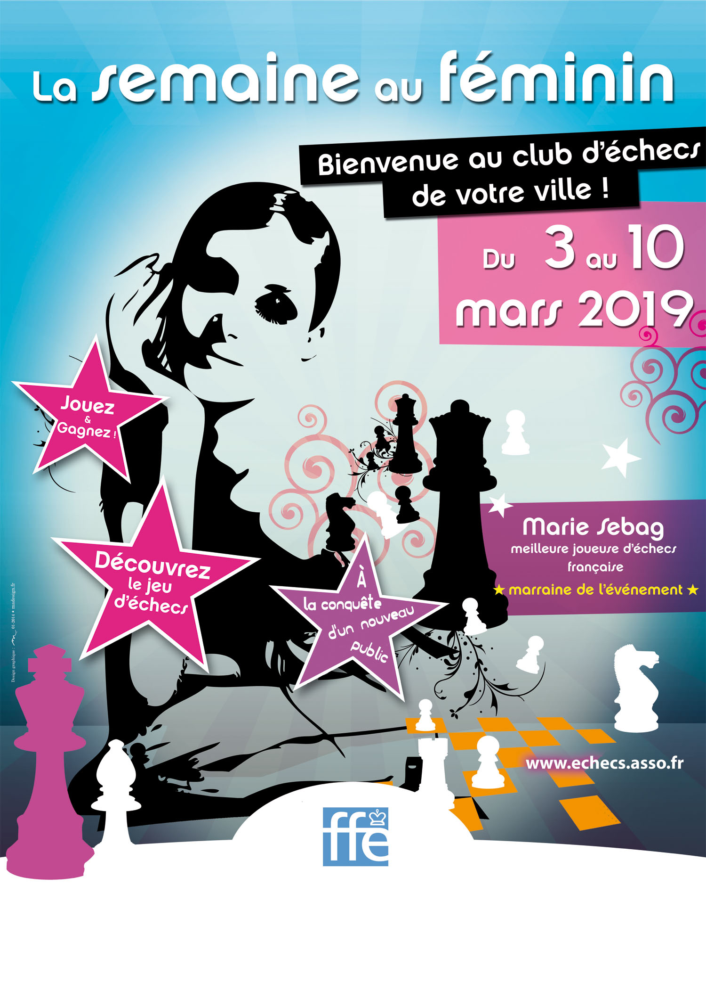 La semaine au féminin
Bienvenue au club d'échecs
de votre ville !
Du 3 au 10
mars 2019
Jouez
&
Gagnez !
Découvrez
le jeu
d'échecs
À
la conquête
d'un nouveau
public
Marie Sebag
meilleure joueuse d'échecs
française
★ marraine de l'événement ★
Design graphique : 01-2014 ★ madesign.fr
www.echecs.asso.fr
ffe